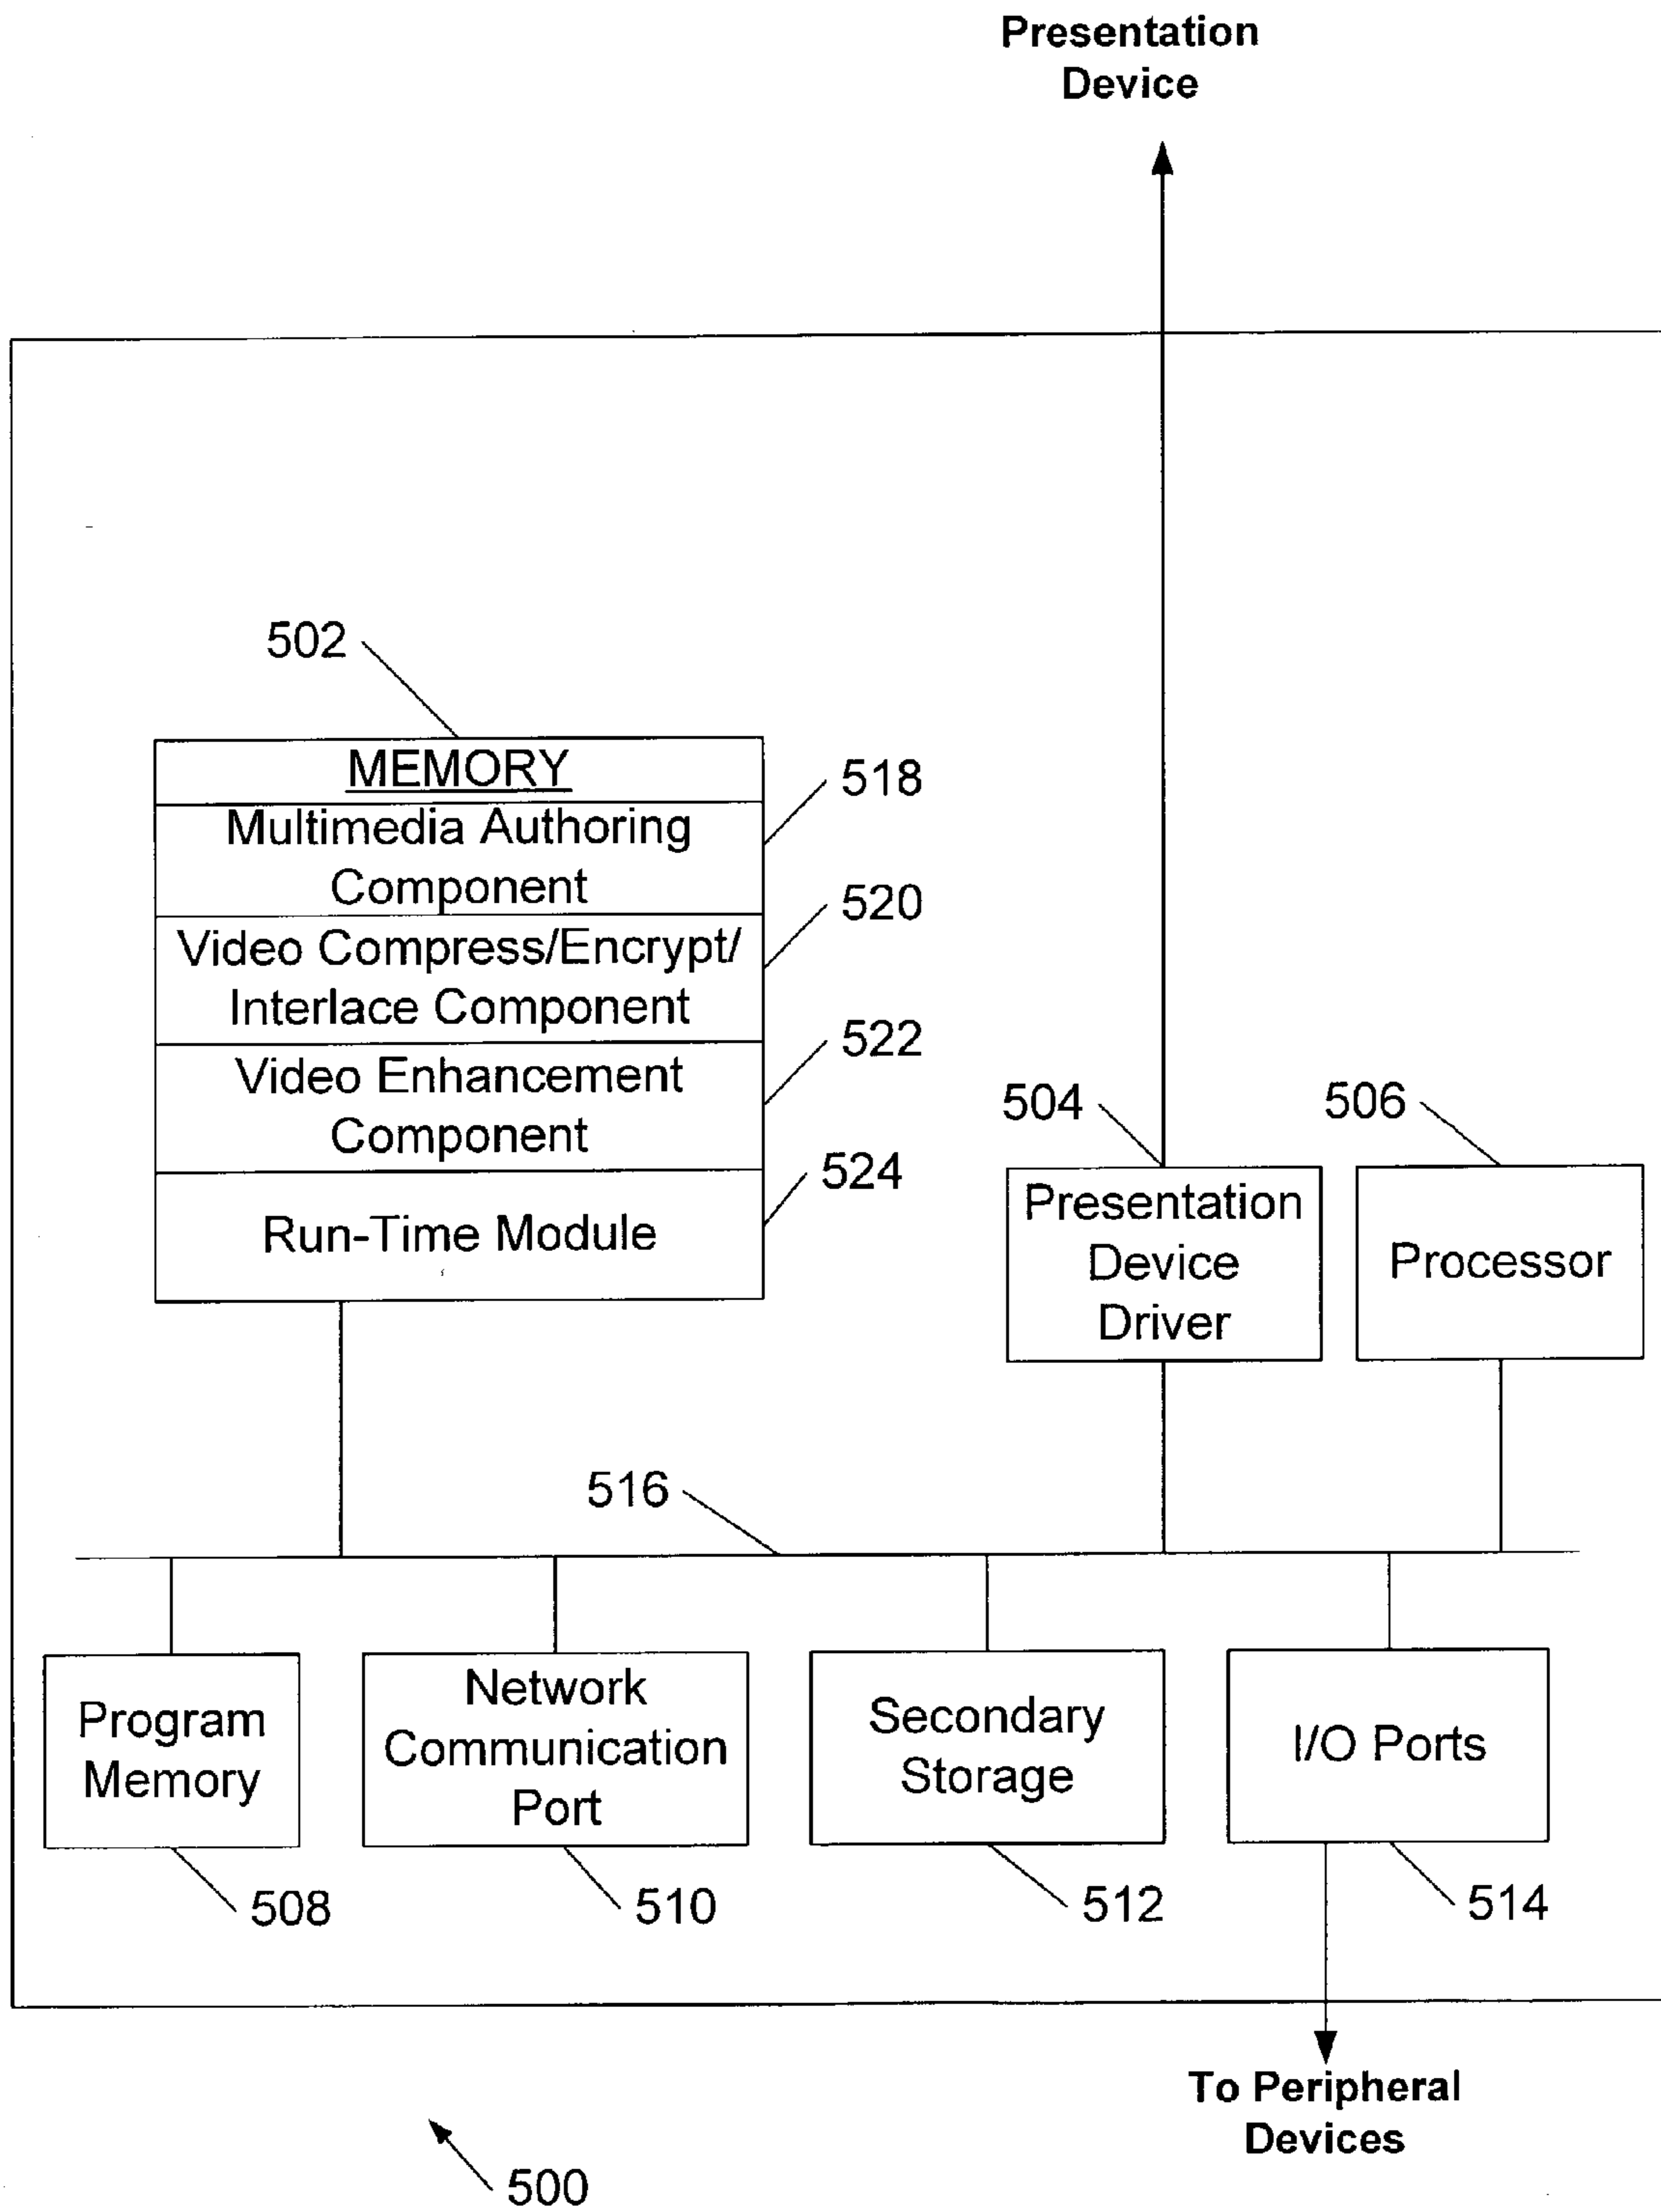 Presentation
Device
502
MEMORY
518
Multimedia Authoring
Component
520
Video Compress/Encrypt/
Interlace Component
522
Video Enhancement
Component
524
Run-Time Module
504
506
Presentation
Device
Driver
Processor
516
Program
Memory
Network
Communication
Port
Secondary
Storage
I/O Ports
508
510
512
514
To Peripheral
Devices
500